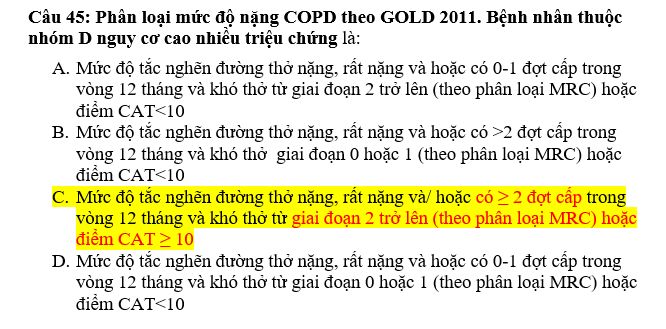 Câu 45: Phân loại mức độ nặng COPD theo GOLD 2011. Bệnh nhân thuộc
nhóm D nguy cơ cao nhiều triệu chứng là:
A. Mức độ tắc nghẽn đường thở nặng, rất nặng và hoặc có 0-1 đợt cấp trong
vòng 12 tháng và khó thở từ giai đoạn 2 trở lên (theo phân loại MRC) hoặc
điểm CAT<10
B. Mức độ tắc nghẽn đường thở nặng, rất nặng và hoặc có >2 đợt cấp trong
vòng 12 tháng và khó thở giai đoạn 0 hoặc 1 (theo phân loại MRC) hoặc
điểm CAT<10
C. Mức độ tắc nghẽn đường thở nặng, rất nặng và/ hoặc có ≥ 2 đợt cấp trong
vòng 12 tháng và khó thở từ giai đoạn 2 trở lên (theo phân loại MRC) hoặc
điểm CAT ≥ 10
D. Mức độ tắc nghẽn đường thở nặng, rất nặng và hoặc có 0-1 đợt cấp trong
vòng 12 tháng và khó thở từ giai đoạn 0 hoặc 1 (theo phân loại MRC) hoặc
điểm CAT<10